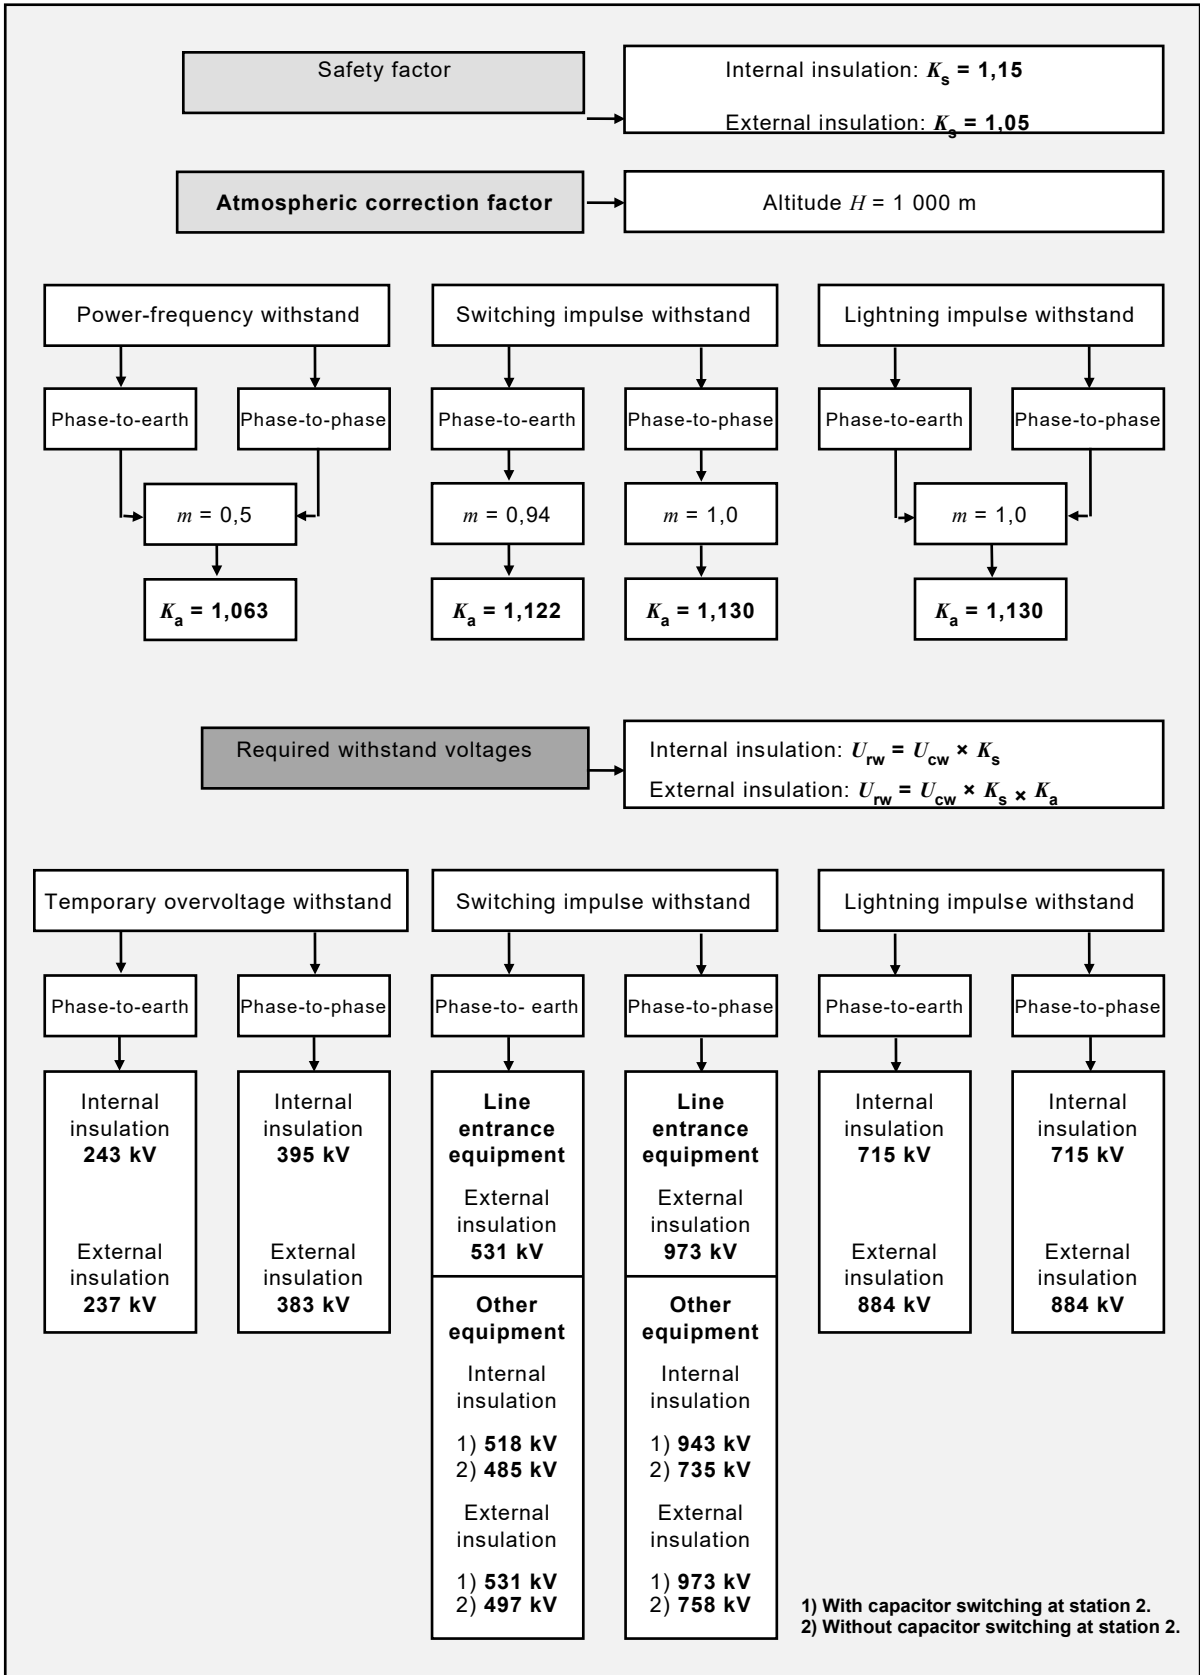 Safety factor
Internal insulation: Ks = 1,15
External insulation: Ks = 1,05
Atmospheric correction factor
Altitude H = 1 000 m
Power-frequency withstand
Switching impulse withstand
Lightning impulse withstand
Phase-to-earth
Phase-to-phase
Phase-to-earth
Phase-to-phase
Phase-to-earth
Phase-to-phase
m = 0,5
m = 0,94
m = 1,0
m = 1,0
Ka = 1,063
Ka = 1,122
Ka = 1,130
Ka = 1,130
Required withstand voltages
Internal insulation: Urw = Ucw × Ks
External insulation: Urw = Ucw × Ks × Ka
Temporary overvoltage withstand
Switching impulse withstand
Lightning impulse withstand
Phase-to-earth
Phase-to-phase
Phase-to- earth
Phase-to-phase
Phase-to-earth
Phase-to-phase
Internal
insulation
243 kV
External
insulation
237 kV
Internal
insulation
395 kV
External
insulation
383 kV
Line
entrance
equipment
External
insulation
531 kV
Other
equipment
Internal
insulation
1) 518 kV
2) 485 kV
External
insulation
1) 531 kV
2) 497 kV
Line
entrance
equipment
External
insulation
973 kV
Other
equipment
Internal
insulation
1) 943 kV
2) 735 kV
External
insulation
1) 973 kV
2) 758 kV
Internal
insulation
715 kV
External
insulation
884 kV
Internal
insulation
715 kV
External
insulation
884 kV
1) With capacitor switching at station 2.
2) Without capacitor switching at station 2.